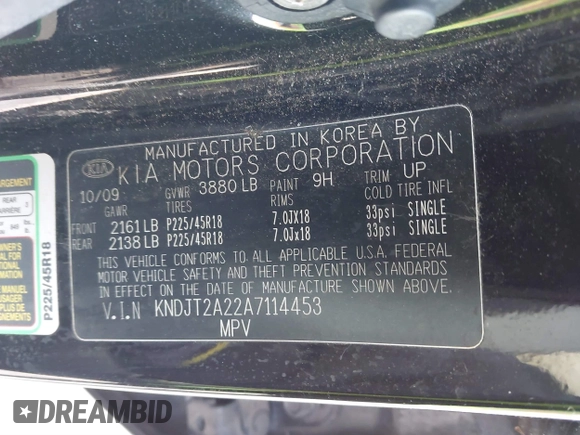 MANUFACTURED IN KOREA BY
KIA KIA MOTORS CORPORATION
10/09 GVWR 3880 LB PAINT 9H TRIM UP
GAWR TIRES RIMS COLD TIRE INFL
FRONT 2161 LB P225/45R18 7.0Jx18 33psi SINGLE
REAR 2138 LB P225/45R18 7.0Jx18 33psi SINGLE
THIS VEHICLE CONFORMS TO ALL APPLICABLE U.S.A. FEDERAL
MOTOR VEHICLE SAFETY AND THEFT PREVENTION STANDARDS
IN EFFECT ON THE DATE OF MANUFACTURE SHOWN ABOVE.
V.I.N KNDJT2A22A7114453
MPV
P225/45R18
DREAMBID